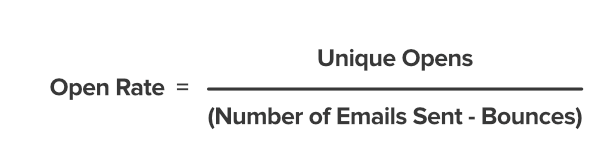 Unique Opens
Open Rate =
(Number of Emails Sent - Bounces)